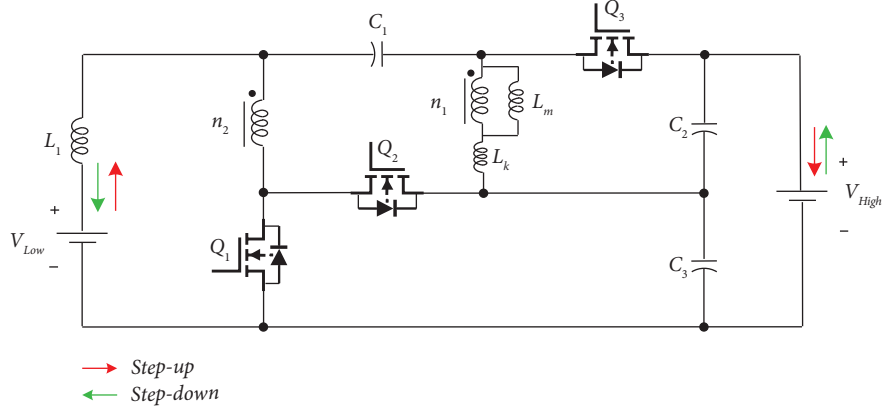 C1
Q3
L1
n2
n1
Lm
C2
Q2
Lk
+
VLow
−
+
VHigh
−
Q1
C3
Step-up
Step-down